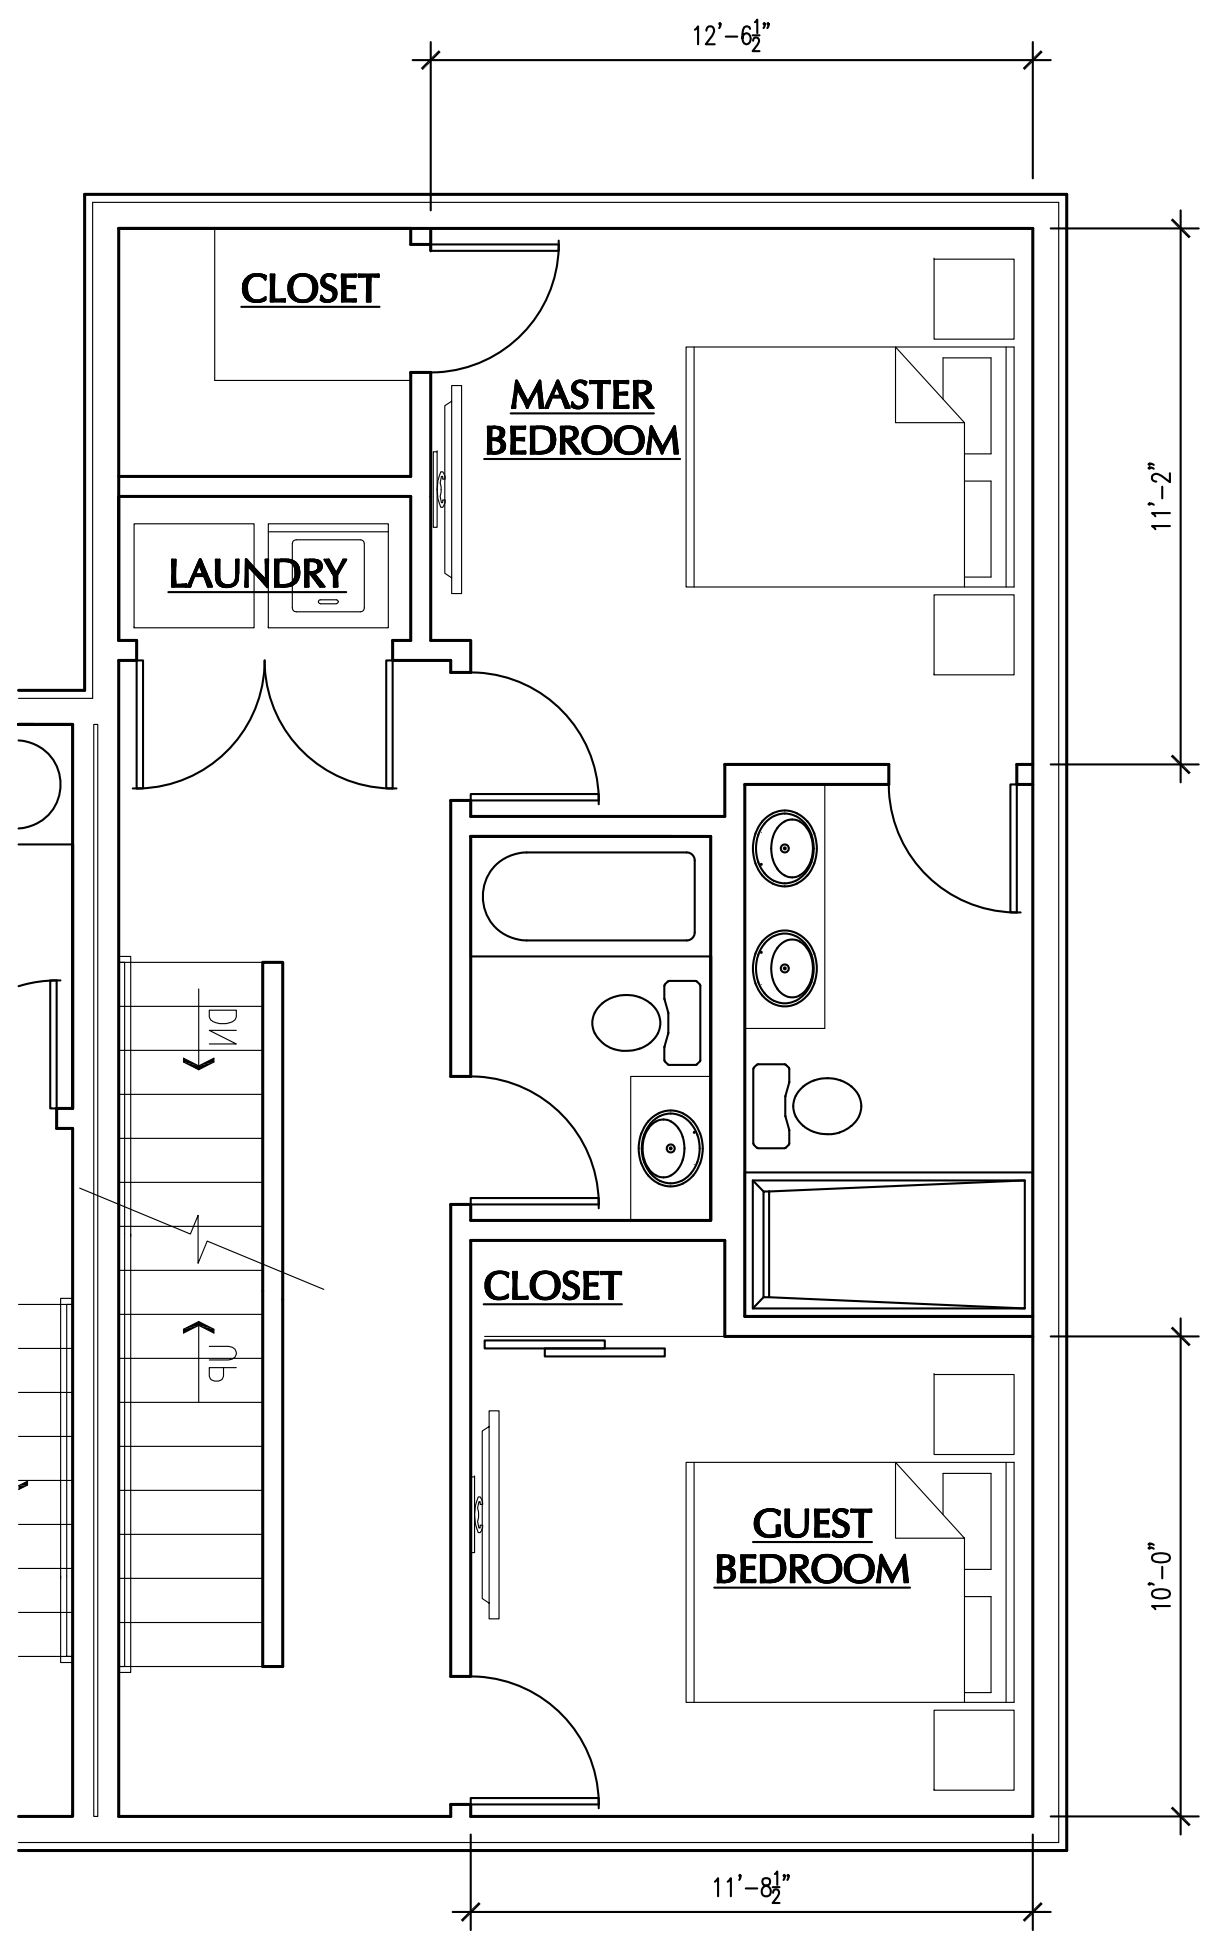 12'-6½"
CLOSET
MASTER
BEDROOM
11'-2"
LAUNDRY
DN
UP
CLOSET
GUEST
BEDROOM
10'-0"
11'-8½"